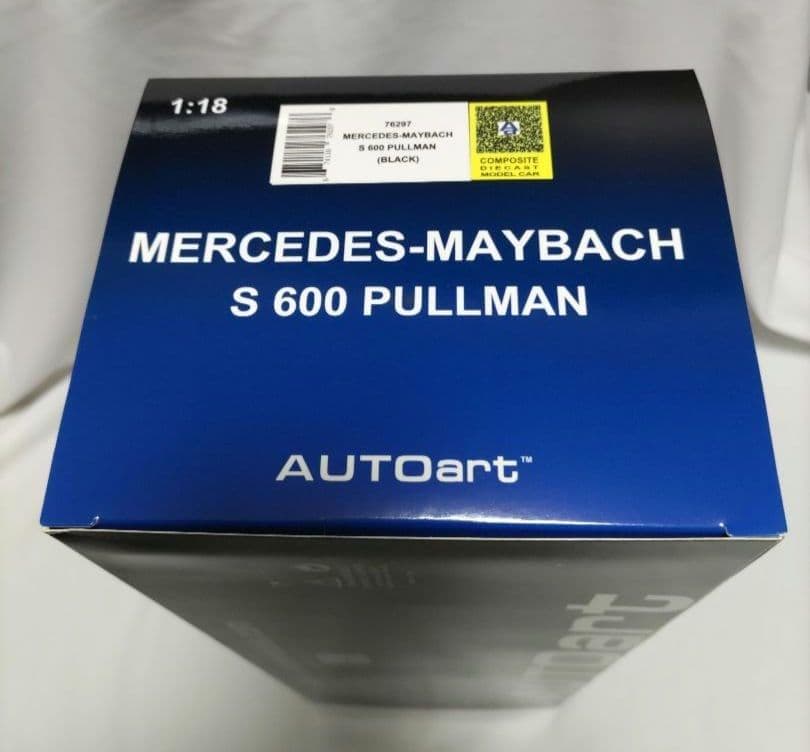 1:18
76297
MERCEDES-MAYBACH
S 600 PULLMAN
(BLACK)
COMPOSITE
DIECAST
MODEL CAR
MERCEDES-MAYBACH
S 600 PULLMAN
AUTOart™